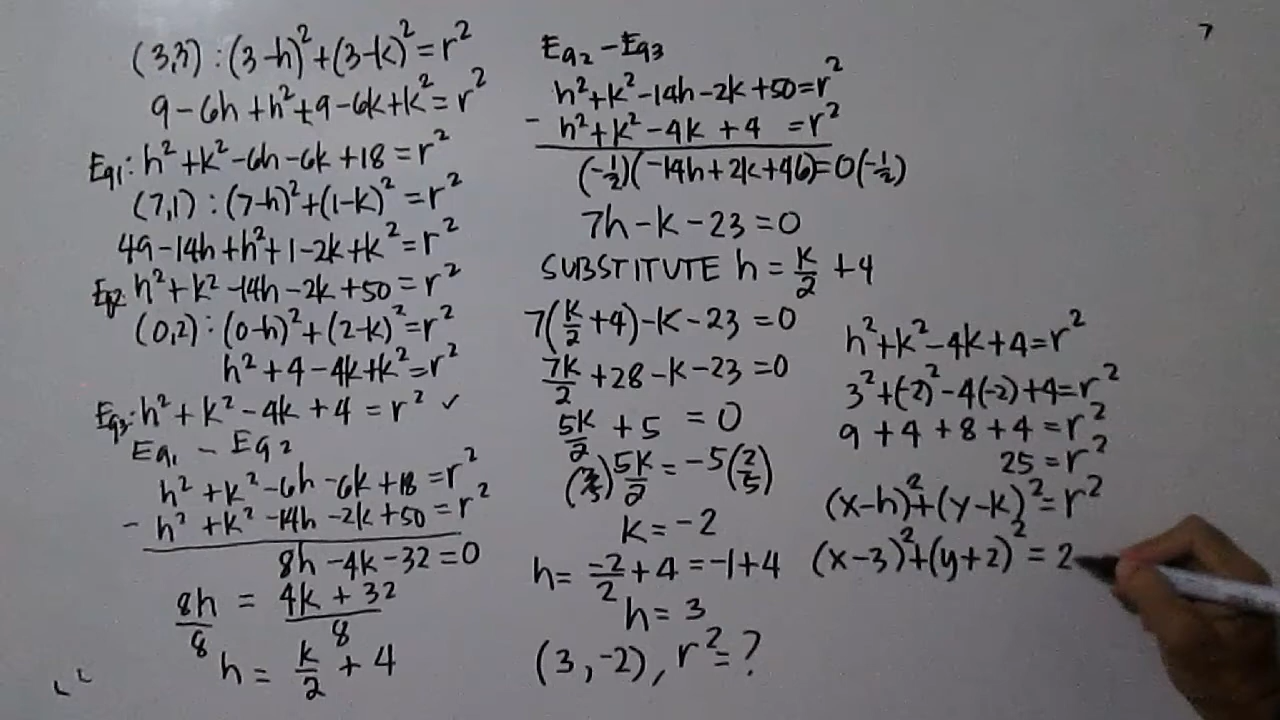 (3,3) : (3-h)² + (3-k)² = r²
9 - 6h + h² + 9 - 6k + k² = r²
Eq1: h² + k² - 6h - 6k + 18 = r²
(7,1) : (7-h)² + (1-k)² = r²
49 - 14h + h² + 1 - 2k + k² = r²
Eq2: h² + k² - 14h - 2k + 50 = r²
(0,2) : (0-h)² + (2-k)² = r²
h² + 4 - 4k + k² = r²
Eq3: h² + k² - 4k + 4 = r² ✓
Eq1 - Eq2
h² + k² - 6h - 6k + 18 = r²
- h² + k² - 14h - 2k + 50 = r²
8h - 4k - 32 = 0
8h/8 = (4k + 32)/8
h = k/2 + 4
Eq2 - Eq3
h² + k² - 14h - 2k + 50 = r²
- h² + k² - 4k + 4 = r²
(-1/2)(-14h + 2k + 46) = 0(-1/2)
7h - k - 23 = 0
SUBSTITUTE h = k/2 + 4
7(k/2 + 4) - k - 23 = 0
7k/2 + 28 - k - 23 = 0
5k/2 + 5 = 0
(2/5) 5k/2 = -5(2/5)
k = -2
h = -2/2 + 4 = -1 + 4
h = 3
(3, -2), r² = ?
h² + k² - 4k + 4 = r²
3² + (-2)² - 4(-2) + 4 = r²
9 + 4 + 8 + 4 = r²
25 = r²
(x-h)² + (y-k)² = r²
(x-3)² + (y+2)² = 2